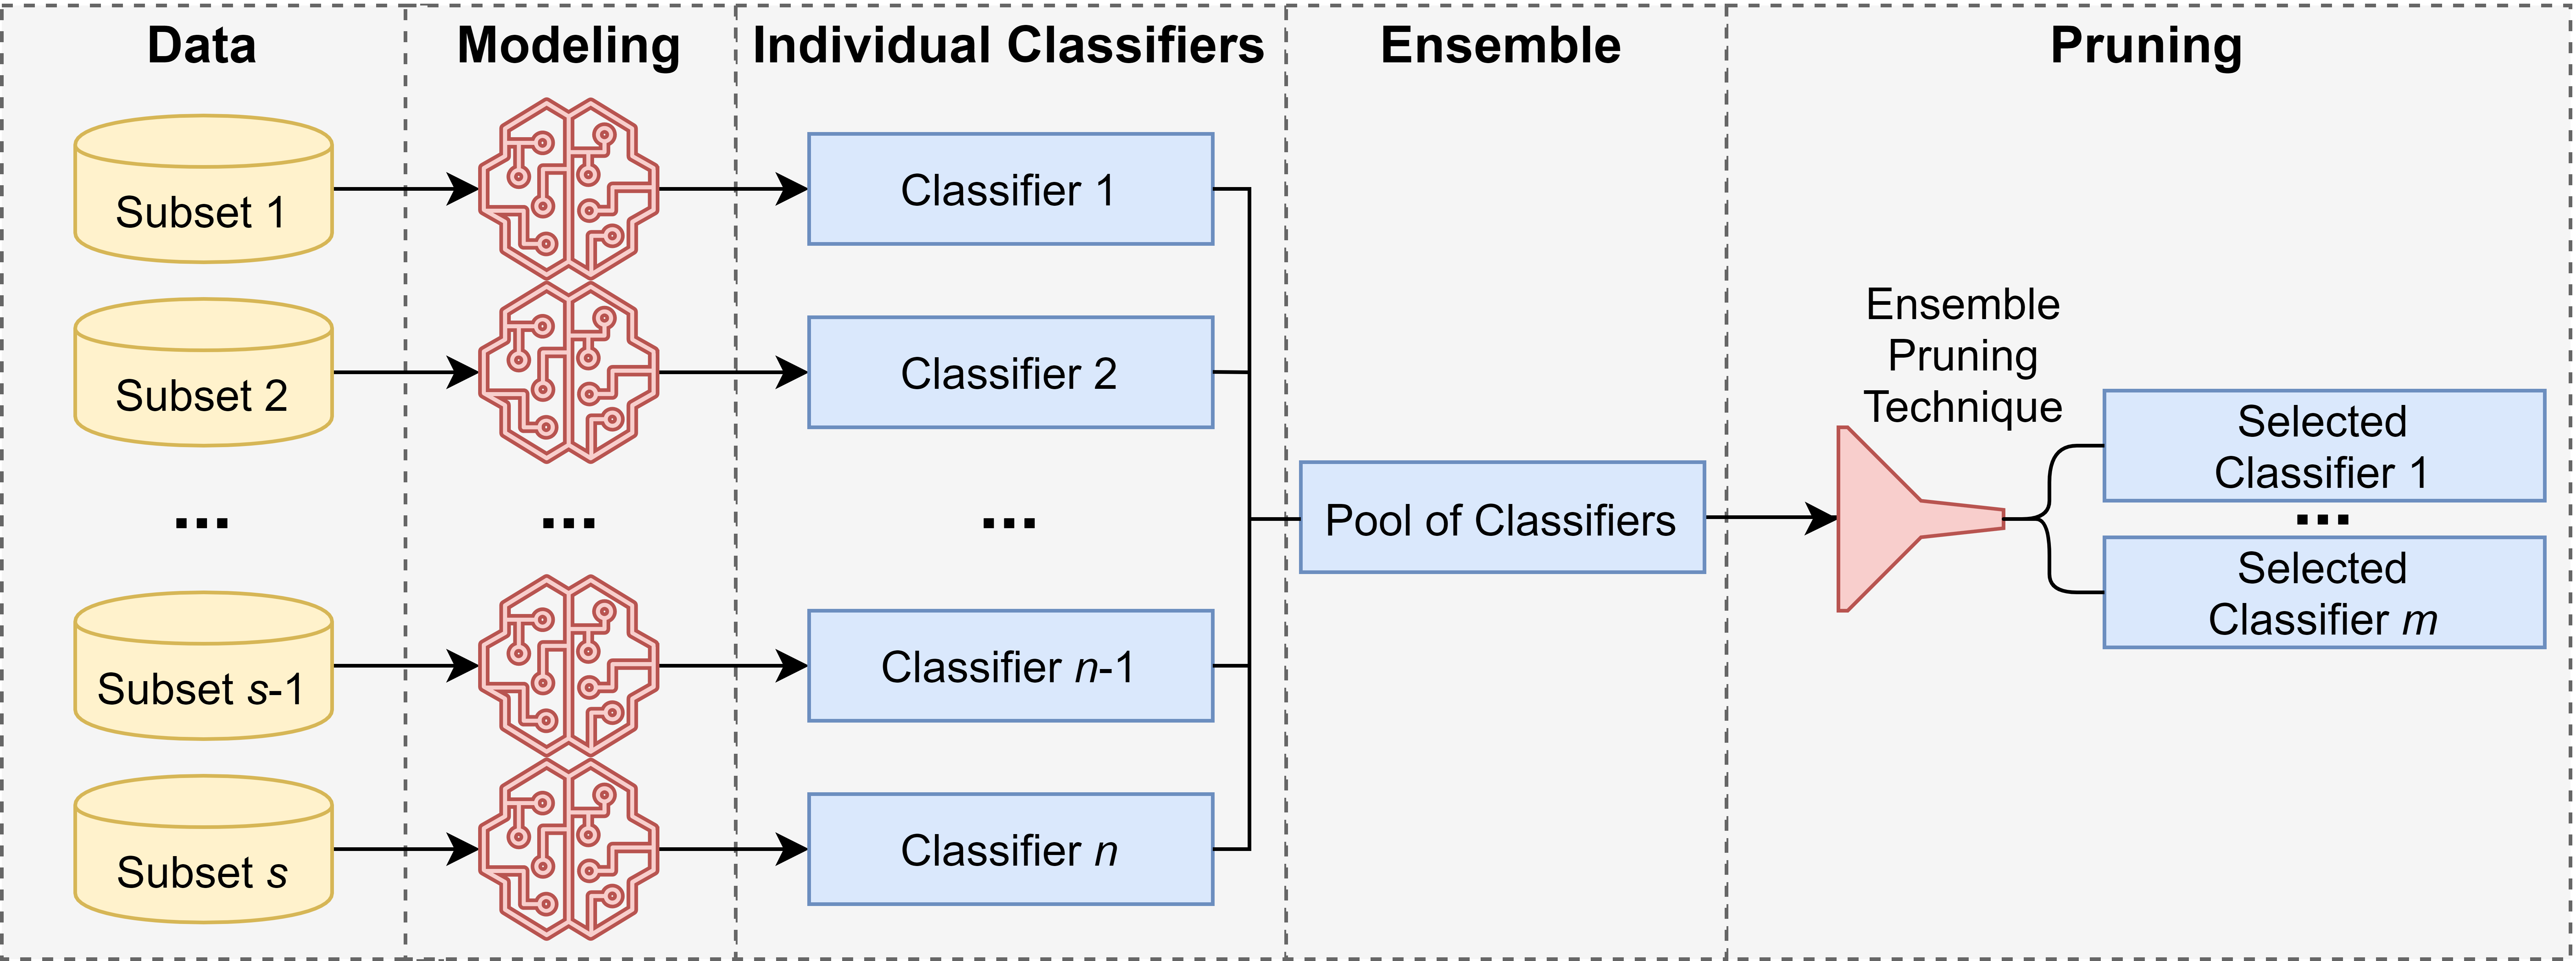 Data
Modeling
Individual Classifiers
Ensemble
Pruning
Subset 1
Classifier 1
Subset 2
Classifier 2
...
...
...
Subset s-1
Classifier n-1
Subset s
Classifier n
Pool of Classifiers
Ensemble
Pruning
Technique
Selected
Classifier 1
...
Selected
Classifier m